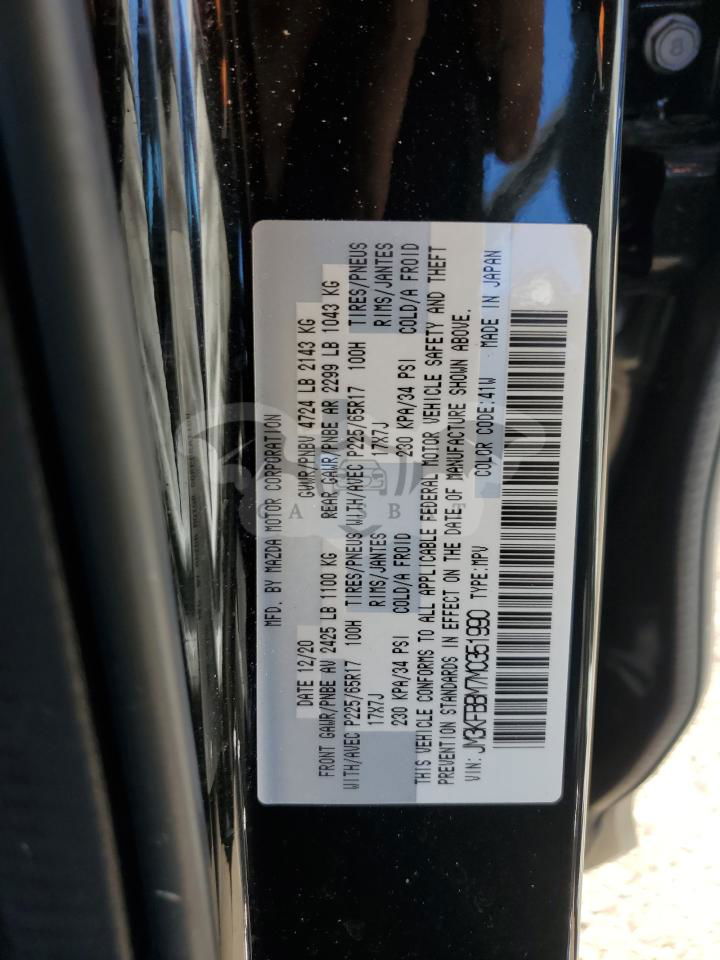 MFD. BY MAZDA MOTOR CORPORATION
DATE 12/20 GWWR/PNBV 4724 LB 2143 KG
FRONT GAWR/PNBE AV 2425 LB 1100 KG REAR GAWR/PNBE AR 2299 LB 1043 KG
WITH/AVEC P225/65R17 100H TIRES/PNEUS WITH/AVEC P225/65R17 100H TIRES/PNEUS
17X7J RIMS/JANTES 17X7J RIMS/JANTES
230 KPA/34 PSI COLD/A FROID 230 KPA/34 PSI COLD/A FROID
THIS VEHICLE CONFORMS TO ALL APPLICABLE FEDERAL MOTOR VEHICLE SAFETY AND THEFT
PREVENTION STANDARDS IN EFFECT ON THE DATE OF MANUFACTURE SHOWN ABOVE.
VIN: JM3KFBBM7M0351990 TYPE:MPV COLOR CODE:41W MADE IN JAPAN
8